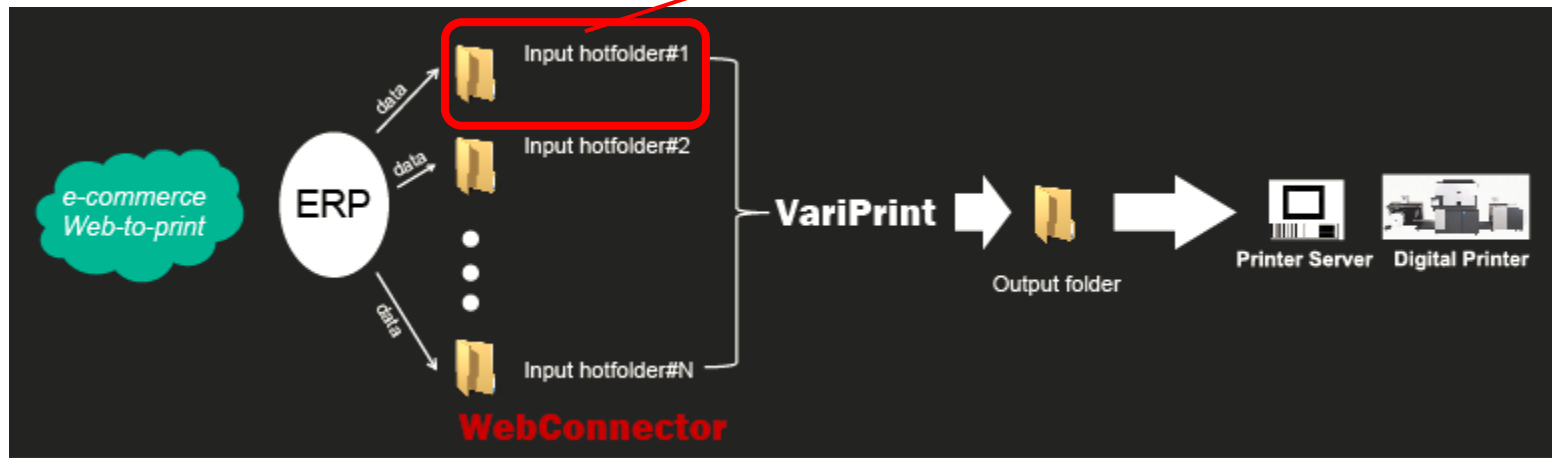 e-commerce
Web-to-print
ERP
data
data
data
Input hotfolder#1
Input hotfolder#2
Input hotfolder#N
WebConnector
VariPrint
Output folder
Printer Server
Digital Printer